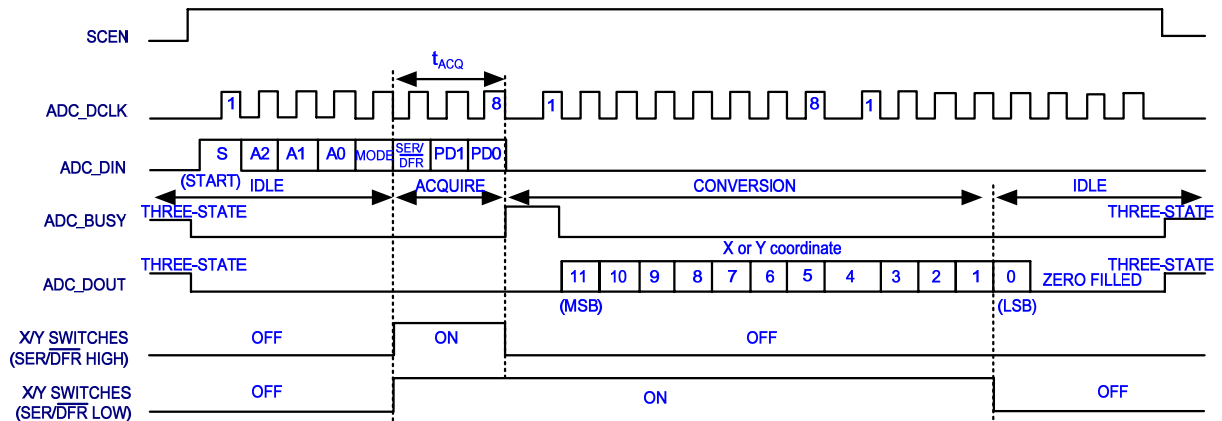 SCEN
tACQ
ADC_DCLK 1 8 1 8 1
ADC_DIN S A2 A1 A0 MODE SER/DFR PD1 PD0
(START) IDLE ACQUIRE CONVERSION IDLE
ADC_BUSY THREE-STATE THREE-STATE
X or Y coordinate
ADC_DOUT THREE-STATE 11 10 9 8 7 6 5 4 3 2 1 0 ZERO FILLED THREE-STATE
(MSB) (LSB)
X/Y SWITCHES OFF ON OFF
(SER/DFR HIGH)
X/Y SWITCHES OFF ON OFF
(SER/DFR LOW)